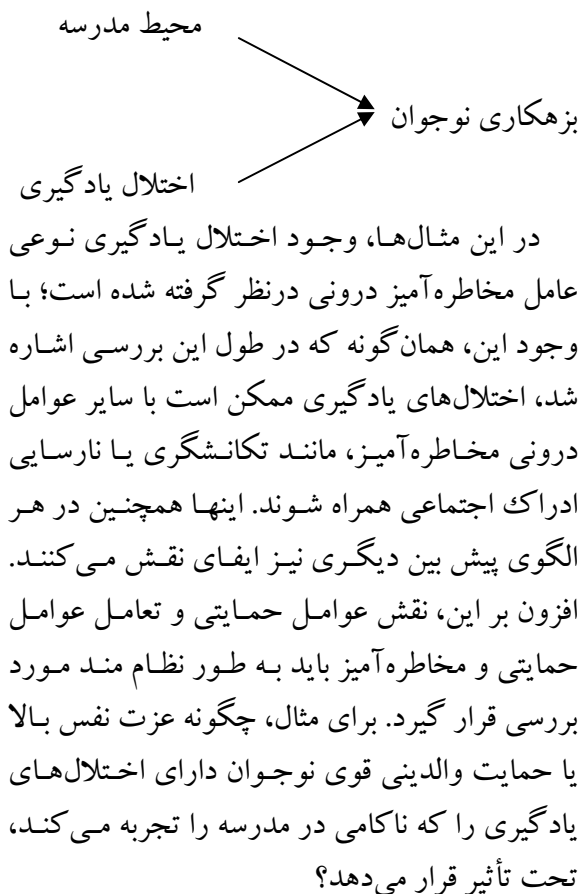 محیط مدرسه
بزهکاری نوجوان
اختلال یادگیری
در این مثال‌ها، وجود اختلال یادگیری نوعی
عامل مخاطره‌آمیز درونی درنظر گرفته شده است؛ با
وجود این، همان‌گونه که در طول این بررسی اشاره
شد، اختلال‌های یادگیری ممکن است با سایر عوامل
درونی مخاطره‌آمیز، مانند تکانشگری یا نارسایی
ادراک اجتماعی همراه شوند. اینها همچنین در هر
الگوی پیش بین دیگری نیز ایفای نقش می‌کنند.
افزون بر این، نقش عوامل حمایتی و تعامل عوامل
حمایتی و مخاطره‌آمیز باید به طور نظام مند مورد
بررسی قرار گیرد. برای مثال، چگونه عزت نفس بالا
یا حمایت والدینی قوی نوجوان دارای اختلال‌های
یادگیری را که ناکامی در مدرسه را تجربه می‌کند،
تحت تأثیر قرار می‌دهد؟